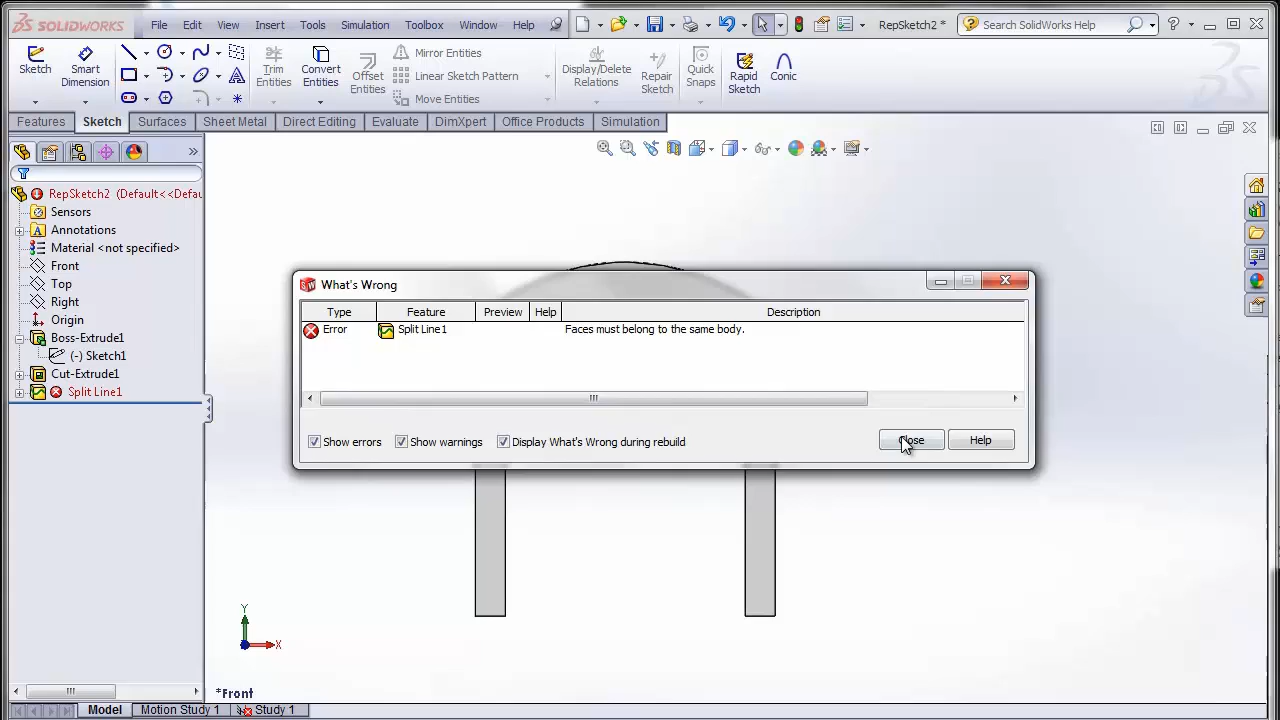 SOLIDWORKS File Edit View Insert Tools Simulation Toolbox Window Help RepSketch2 * Search SolidWorks Help
Sketch Smart Dimension Trim Entities Convert Entities Offset Entities Mirror Entities Linear Sketch Pattern Move Entities Display/Delete Relations Repair Sketch Quick Snaps Rapid Sketch Conic
Features Sketch Surfaces Sheet Metal Direct Editing Evaluate DimXpert Office Products Simulation
RepSketch2 (Default<<Defau
Sensors
Annotations
Material <not specified>
Front
Top
Right
Origin
Boss-Extrude1
(-) Sketch1
Cut-Extrude1
Split Line1
What's Wrong
Type Feature Preview Help Description
Error Split Line1 Faces must belong to the same body.
Show errors Show warnings Display What's Wrong during rebuild Close Help
Y
X
*Front
Model Motion Study 1 Study 1